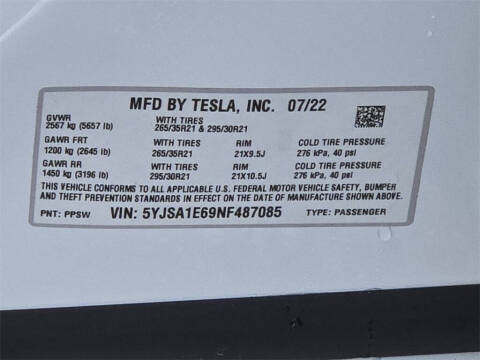 MFD BY TESLA, INC. 07/22
GVWR WITH TIRES
2567 kg (5657 lb) 265/35R21 & 295/30R21
GAWR FRT WITH TIRES RIM COLD TIRE PRESSURE
1200 kg (2645 lb) 265/35R21 21X9.5J 276 kPa, 40 psi
GAWR RR WITH TIRES RIM COLD TIRE PRESSURE
1450 kg (3196 lb) 295/30R21 21X10.5J 276 kPa, 40 psi
THIS VEHICLE CONFORMS TO ALL APPLICABLE U.S. FEDERAL MOTOR VEHICLE SAFETY, BUMPER
AND THEFT PREVENTION STANDARDS IN EFFECT ON THE DATE OF MANUFACTURE SHOWN ABOVE.
PNT: PPSW VIN: 5YJSA1E69NF487085 TYPE: PASSENGER